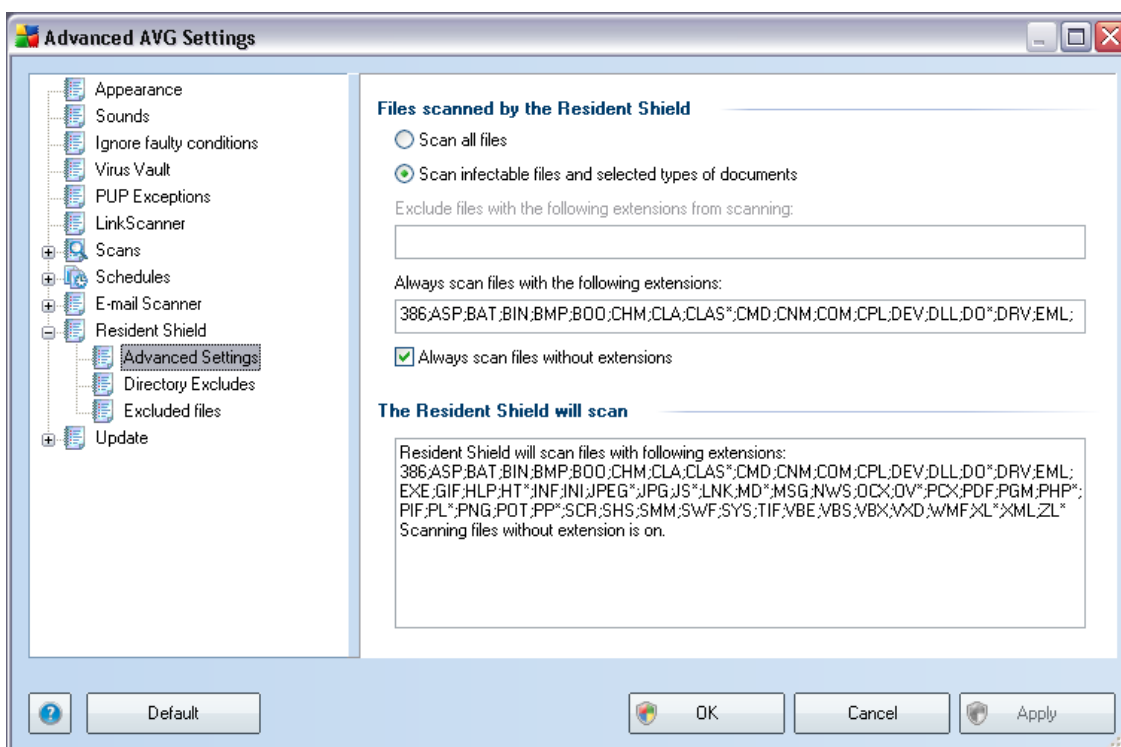 Advanced AVG Settings
Appearance
Sounds
Ignore faulty conditions
Virus Vault
PUP Exceptions
LinkScanner
Scans
Schedules
E-mail Scanner
Resident Shield
Advanced Settings
Directory Excludes
Excluded files
Update
Files scanned by the Resident Shield
Scan all files
Scan infectable files and selected types of documents
Exclude files with the following extensions from scanning:
Always scan files with the following extensions:
386;ASP;BAT;BIN;BMP;BOO;CHM;CLA;CLAS*;CMD;CNM;COM;CPL;DEV;DLL;DO*;DRV;EML;
Always scan files without extensions
The Resident Shield will scan
Resident Shield will scan files with following extensions:
386;ASP;BAT;BIN;BMP;BOO;CHM;CLA;CLAS*;CMD;CNM;COM;CPL;DEV;DLL;DO*;DRV;EML;
EXE;GIF;HLP;HT*;INF;INI;JPEG*;JPG;JS*;LNK;MD*;MSG;NWS;OCX;OV*;PCX;PDF;PGM;PHP*;
PIF;PL*;PNG;POT;PP*;SCR;SHS;SMM;SWF;SYS;TIF;VBE;VBS;VBX;VXD;WMF;XL*;XML;ZL*
Scanning files without extension is on.
Default
OK
Cancel
Apply